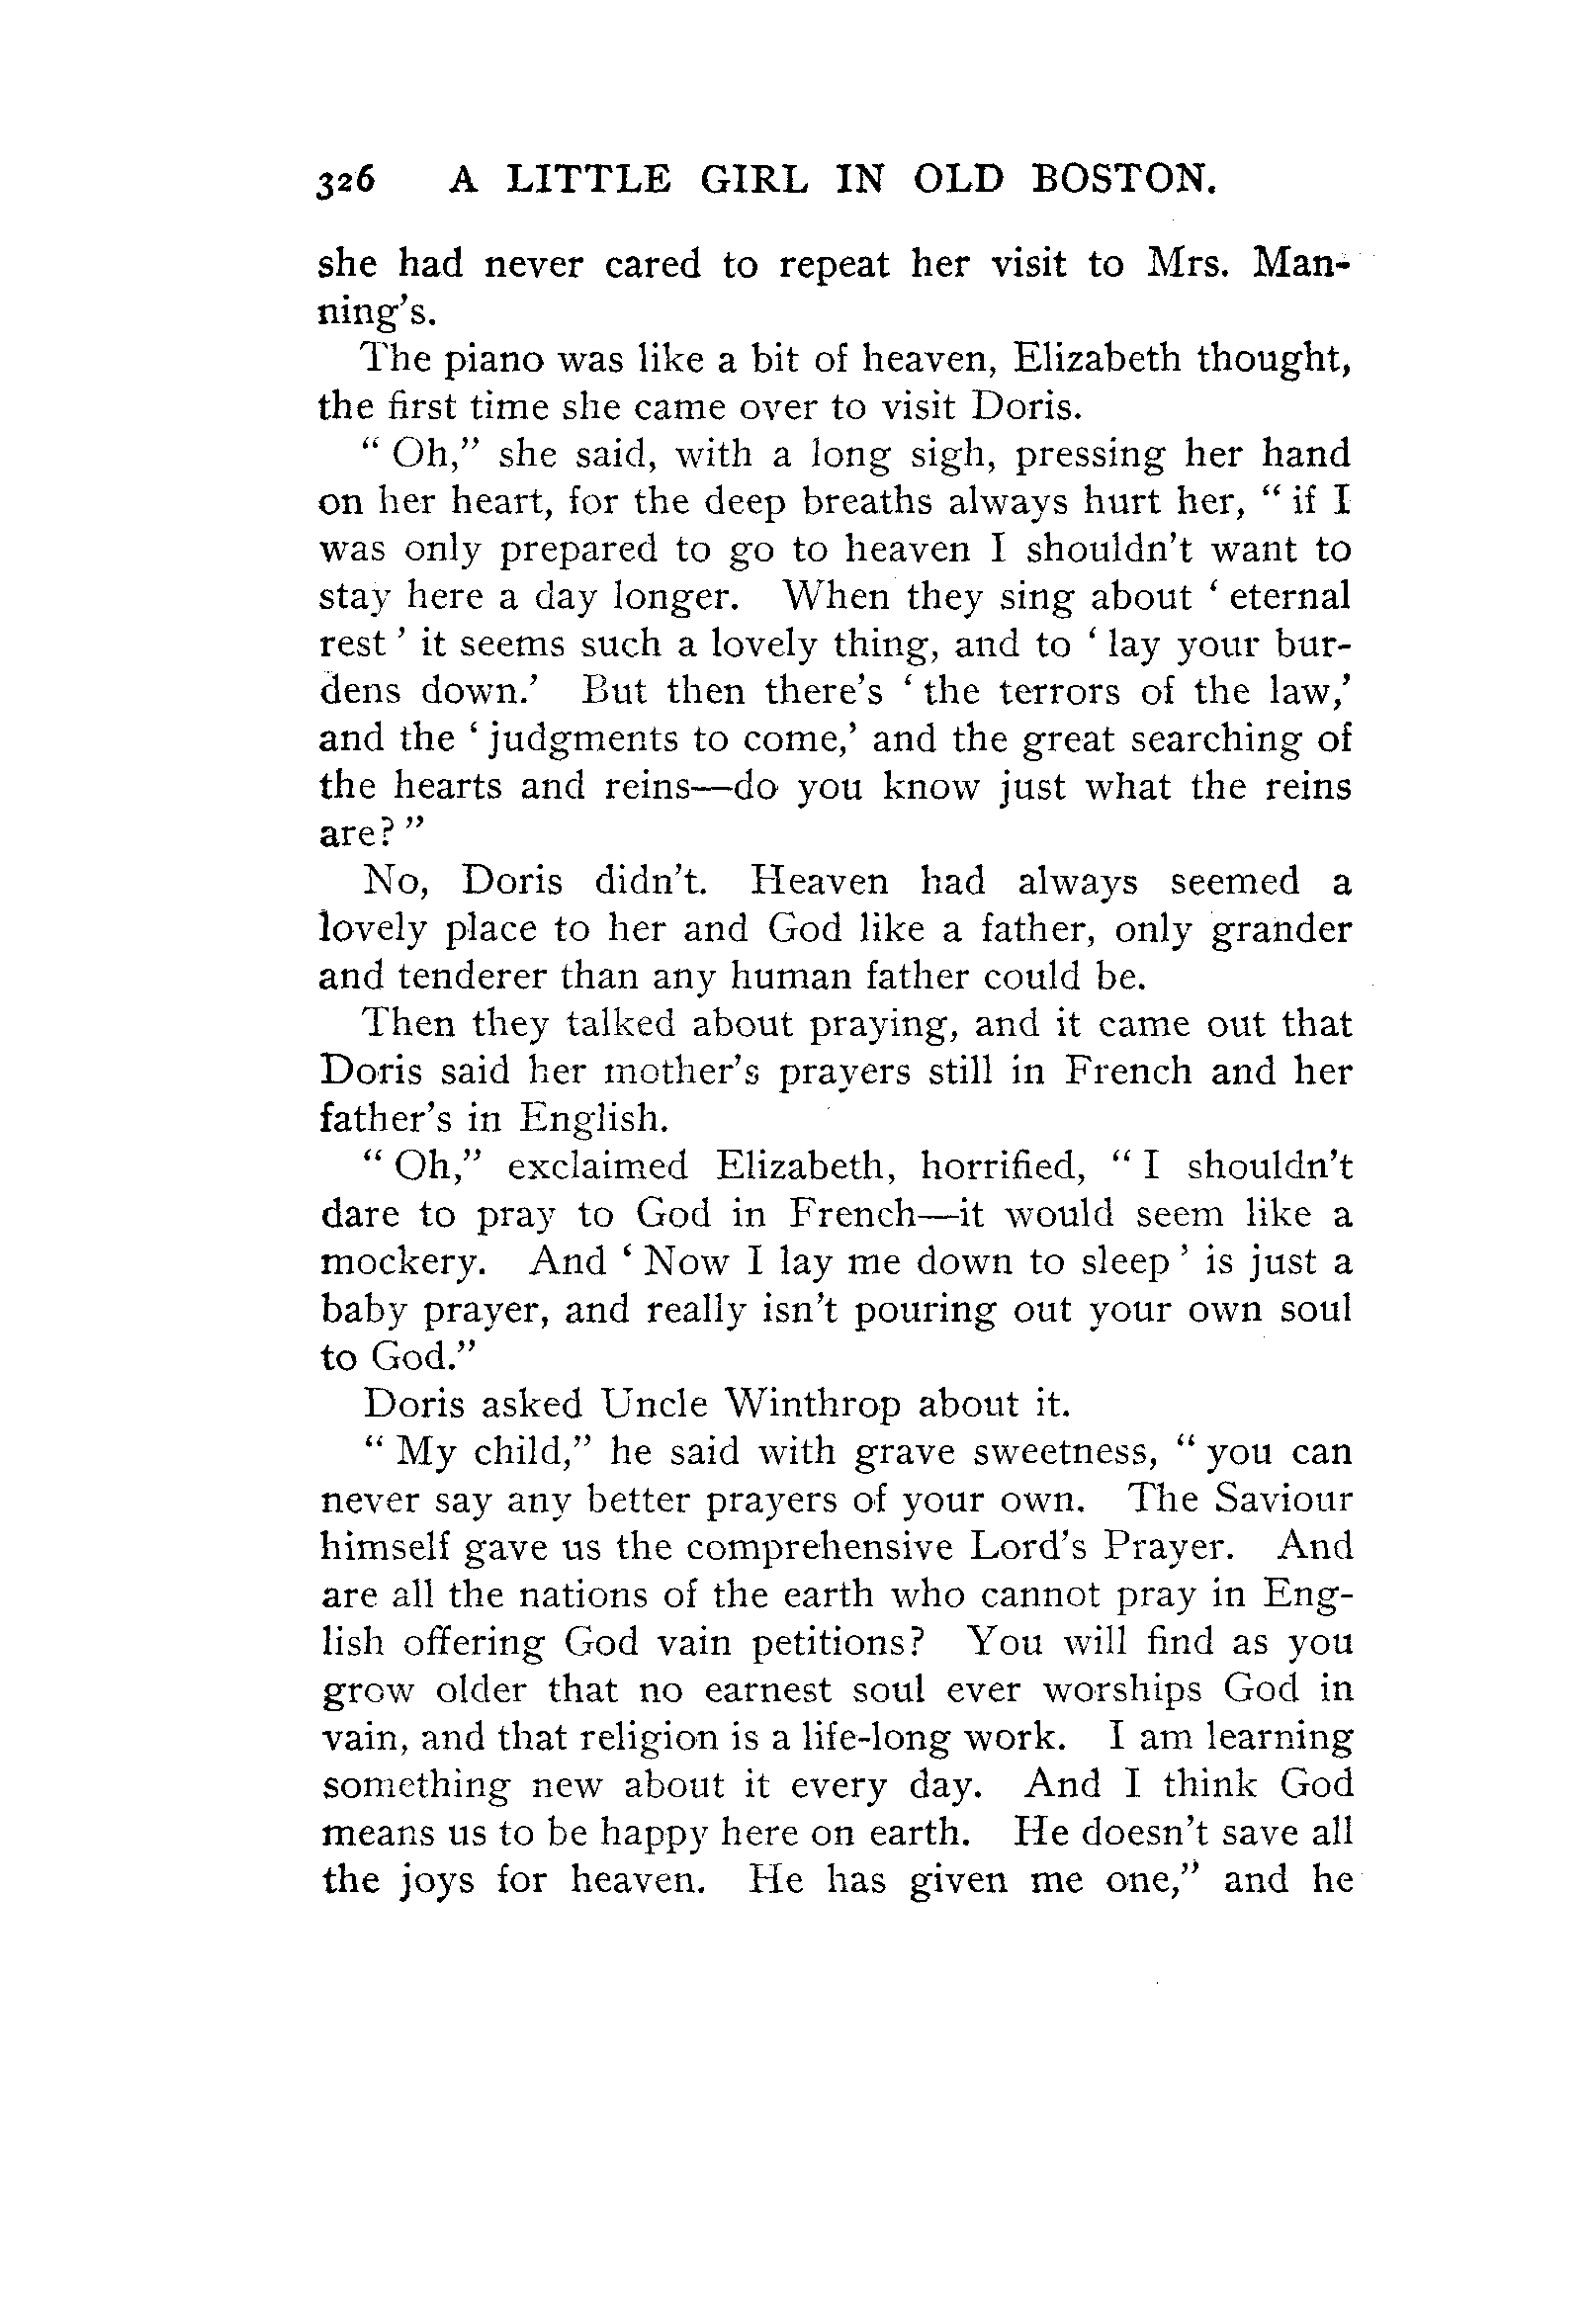 326 A LITTLE GIRL IN OLD BOSTON.
she had never cared to repeat her visit to Mrs. Man-
ning's.
The piano was like a bit of heaven, Elizabeth thought,
the first time she came over to visit Doris.
“ Oh,” she said, with a long sigh, pressing her hand
on her heart, for the deep breaths always hurt her, “ if I
was only prepared to go to heaven I shouldn't want to
stay here a day longer. When they sing about ‘ eternal
rest ’ it seems such a lovely thing, and to ‘ lay your bur-
dens down.’ But then there's ‘ the terrors of the law,’
and the ‘ judgments to come,’ and the great searching of
the hearts and reins—do you know just what the reins
are? ”
No, Doris didn't. Heaven had always seemed a
lovely place to her and God like a father, only grander
and tenderer than any human father could be.
Then they talked about praying, and it came out that
Doris said her mother's prayers still in French and her
father's in English.
“ Oh,” exclaimed Elizabeth, horrified, “ I shouldn't
dare to pray to God in French—it would seem like a
mockery. And ‘ Now I lay me down to sleep ’ is just a
baby prayer, and really isn't pouring out your own soul
to God.”
Doris asked Uncle Winthrop about it.
“ My child,” he said with grave sweetness, “ you can
never say any better prayers of your own. The Saviour
himself gave us the comprehensive Lord's Prayer. And
are all the nations of the earth who cannot pray in Eng-
lish offering God vain petitions? You will find as you
grow older that no earnest soul ever worships God in
vain, and that religion is a life-long work. I am learning
something new about it every day. And I think God
means us to be happy here on earth. He doesn't save all
the joys for heaven. He has given me one,” and he